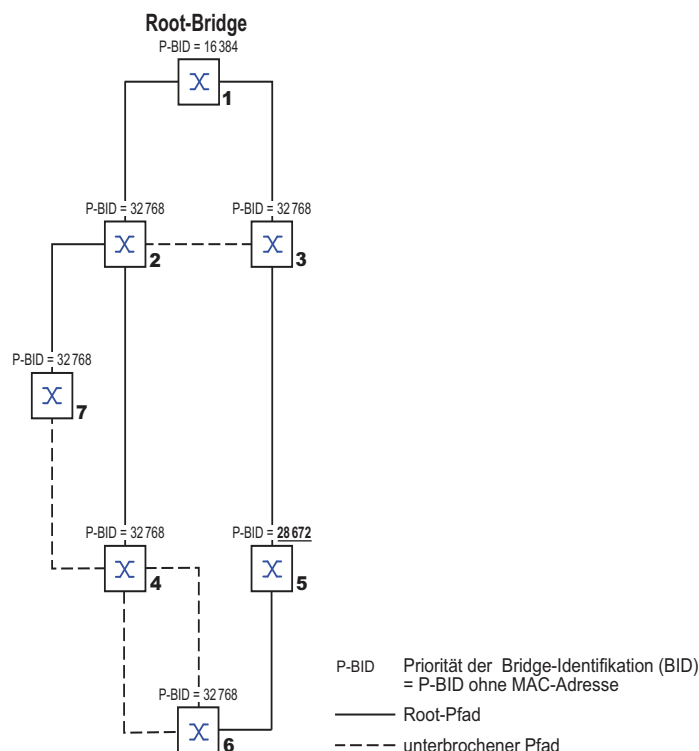 Root-Bridge
P-BID = 16 384
1
P-BID = 32 768
P-BID = 32 768
2
3
P-BID = 32 768
7
P-BID = 32 768
P-BID = 28 672
4
5
P-BID = 32 768
6
P-BID Priorität der Bridge-Identifikation (BID)
= P-BID ohne MAC-Adresse
Root-Pfad
unterbrochener Pfad